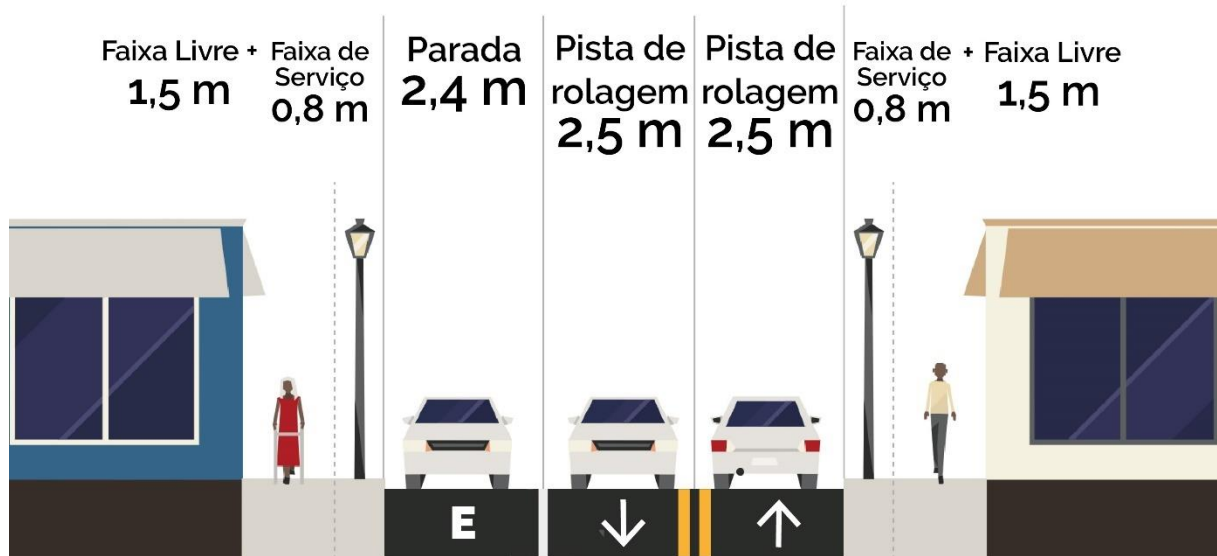 Faixa Livre + Faixa de Serviço
1,5 m 0,8 m
Parada
2,4 m
Pista de
rolagem
2,5 m
Pista de
rolagem
2,5 m
Faixa de Serviço + Faixa Livre
0,8 m 1,5 m
E